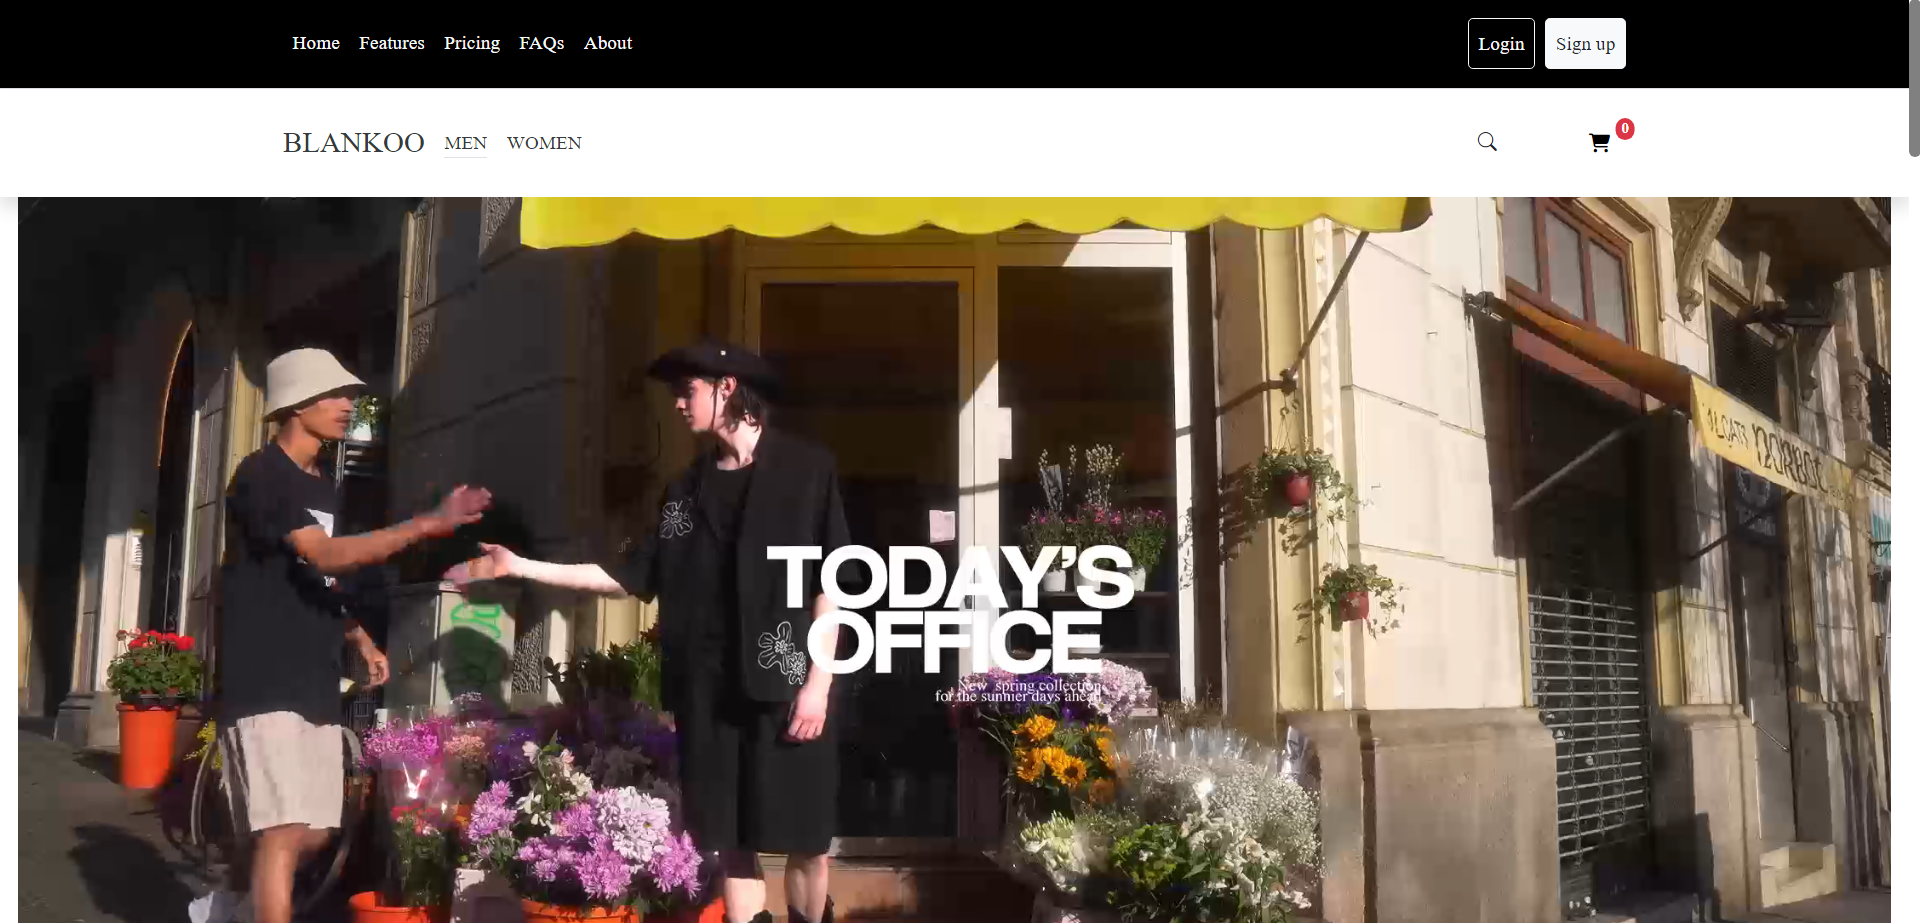 Home Features Pricing FAQs About Login Sign up
BLANKOO MEN WOMEN 0
TODAY'S
OFFICE
New spring collection
for the sunnier days ahead